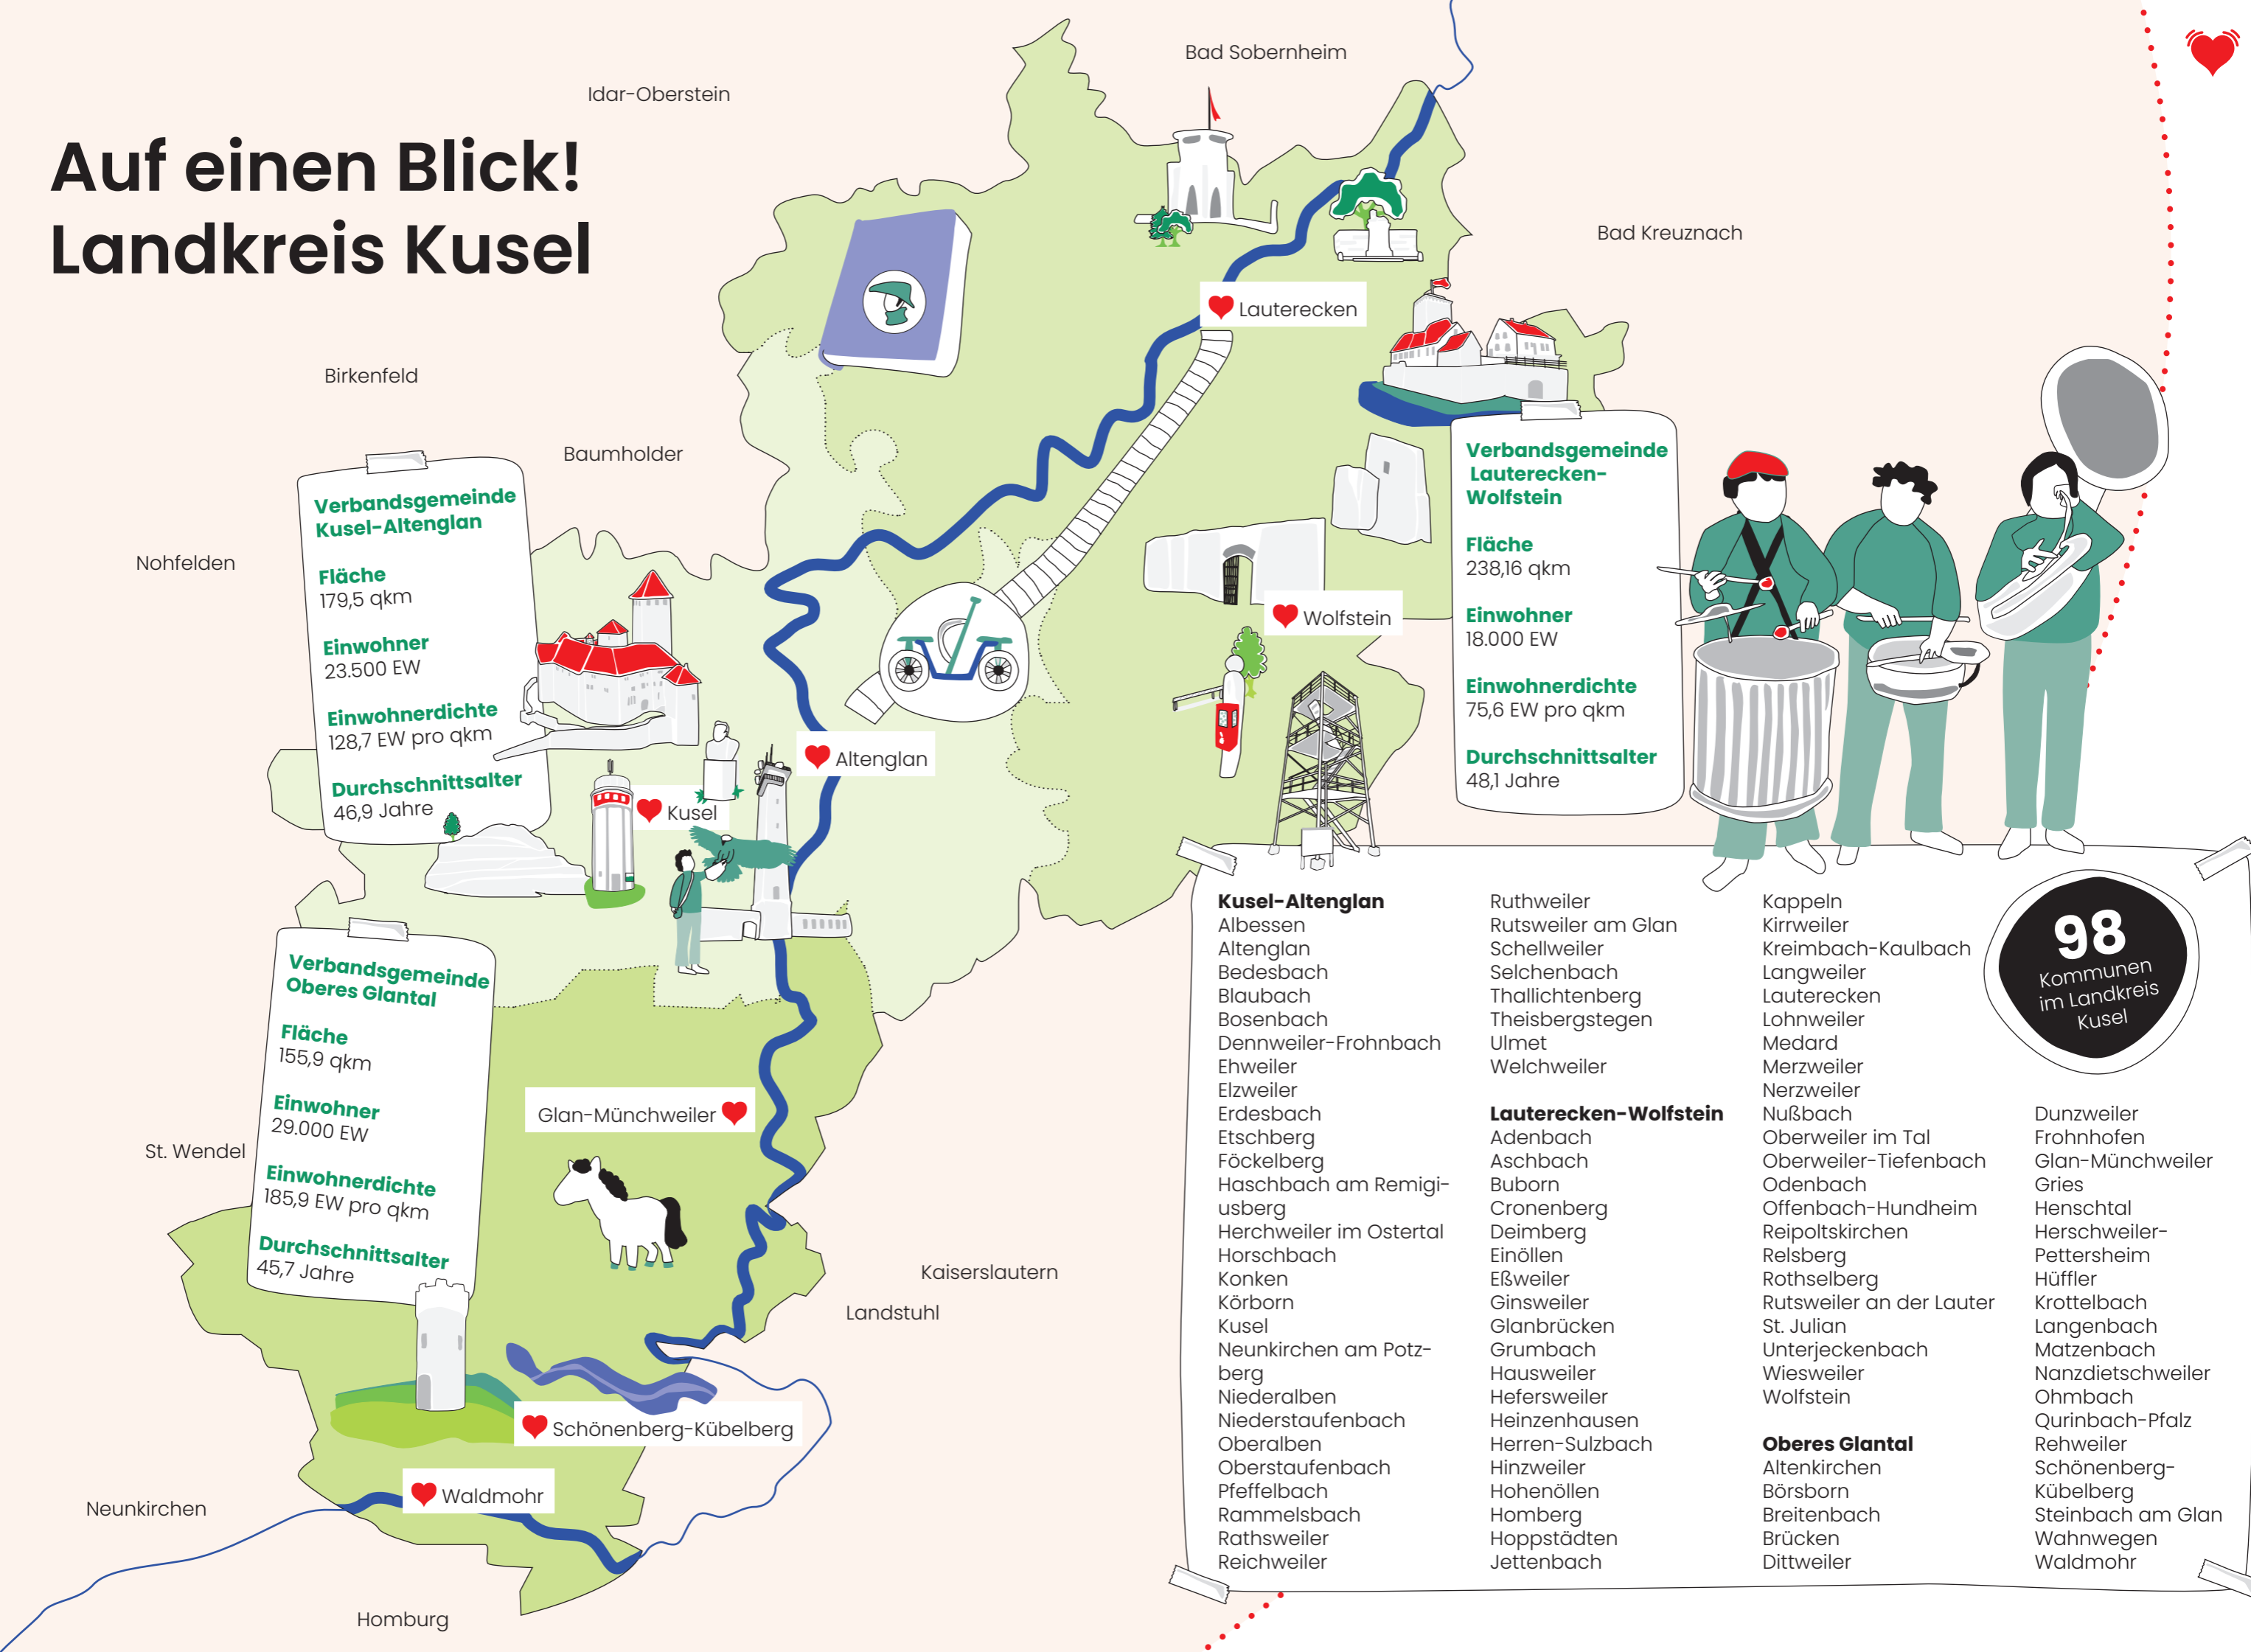 Auf einen Blick!
Landkreis Kusel
Idar-Oberstein
Bad Sobernheim
Bad Kreuznach
Birkenfeld
Baumholder
Nohfelden
St. Wendel
Neunkirchen
Homburg
Kaiserslautern
Landstuhl
Lauterecken
Wolfstein
Altenglan
Kusel
Glan-Münchweiler
Schönenberg-Kübelberg
Waldmohr
Verbandsgemeinde
Kusel-Altenglan
Fläche
179,5 qkm
Einwohner
23.500 EW
Einwohnerdichte
128,7 EW pro qkm
Durchschnittsalter
46,9 Jahre
Verbandsgemeinde
Oberes Glantal
Fläche
155,9 qkm
Einwohner
29.000 EW
Einwohnerdichte
185,9 EW pro qkm
Durchschnittsalter
45,7 Jahre
Verbandsgemeinde
Lauterecken-
Wolfstein
Fläche
238,16 qkm
Einwohner
18.000 EW
Einwohnerdichte
75,6 EW pro qkm
Durchschnittsalter
48,1 Jahre
Kusel-Altenglan
Albessen
Altenglan
Bedesbach
Blaubach
Bosenbach
Dennweiler-Frohnbach
Ehweiler
Elzweiler
Erdesbach
Etschberg
Föckelberg
Haschbach am Remigi-
usberg
Herchweiler im Ostertal
Horschbach
Konken
Körborn
Kusel
Neunkirchen am Potz-
berg
Niederalben
Niederstaufenbach
Oberalben
Oberstaufenbach
Pfeffelbach
Rammelsbach
Rathsweiler
Reichweiler
Ruthweiler
Rutsweiler am Glan
Schellweiler
Selchenbach
Thallichtenberg
Theisbergstegen
Ulmet
Welchweiler
Lauterecken-Wolfstein
Adenbach
Aschbach
Buborn
Cronenberg
Deimberg
Einöllen
Eßweiler
Ginsweiler
Glanbrücken
Grumbach
Hausweiler
Hefersweiler
Heinzenhausen
Herren-Sulzbach
Hinzweiler
Hohenöllen
Homberg
Hoppstädten
Jettenbach
Kappeln
Kirrweiler
Kreimbach-Kaulbach
Langweiler
Lauterecken
Lohnweiler
Medard
Merzweiler
Nerzweiler
Nußbach
Oberweiler im Tal
Oberweiler-Tiefenbach
Odenbach
Offenbach-Hundheim
Reipoltskirchen
Relsberg
Rothselberg
Rutsweiler an der Lauter
St. Julian
Unterjeckenbach
Wiesweiler
Wolfstein
Oberes Glantal
Altenkirchen
Börsborn
Breitenbach
Brücken
Dittweiler
98
Kommunen
im Landkreis
Kusel
Dunzweiler
Frohnhofen
Glan-Münchweiler
Gries
Henschtal
Herschweiler-
Pettersheim
Hüffler
Krottelbach
Langenbach
Matzenbach
Nanzdietschweiler
Ohmbach
Qurinbach-Pfalz
Rehweiler
Schönenberg-
Kübelberg
Steinbach am Glan
Wahnwegen
Waldmohr